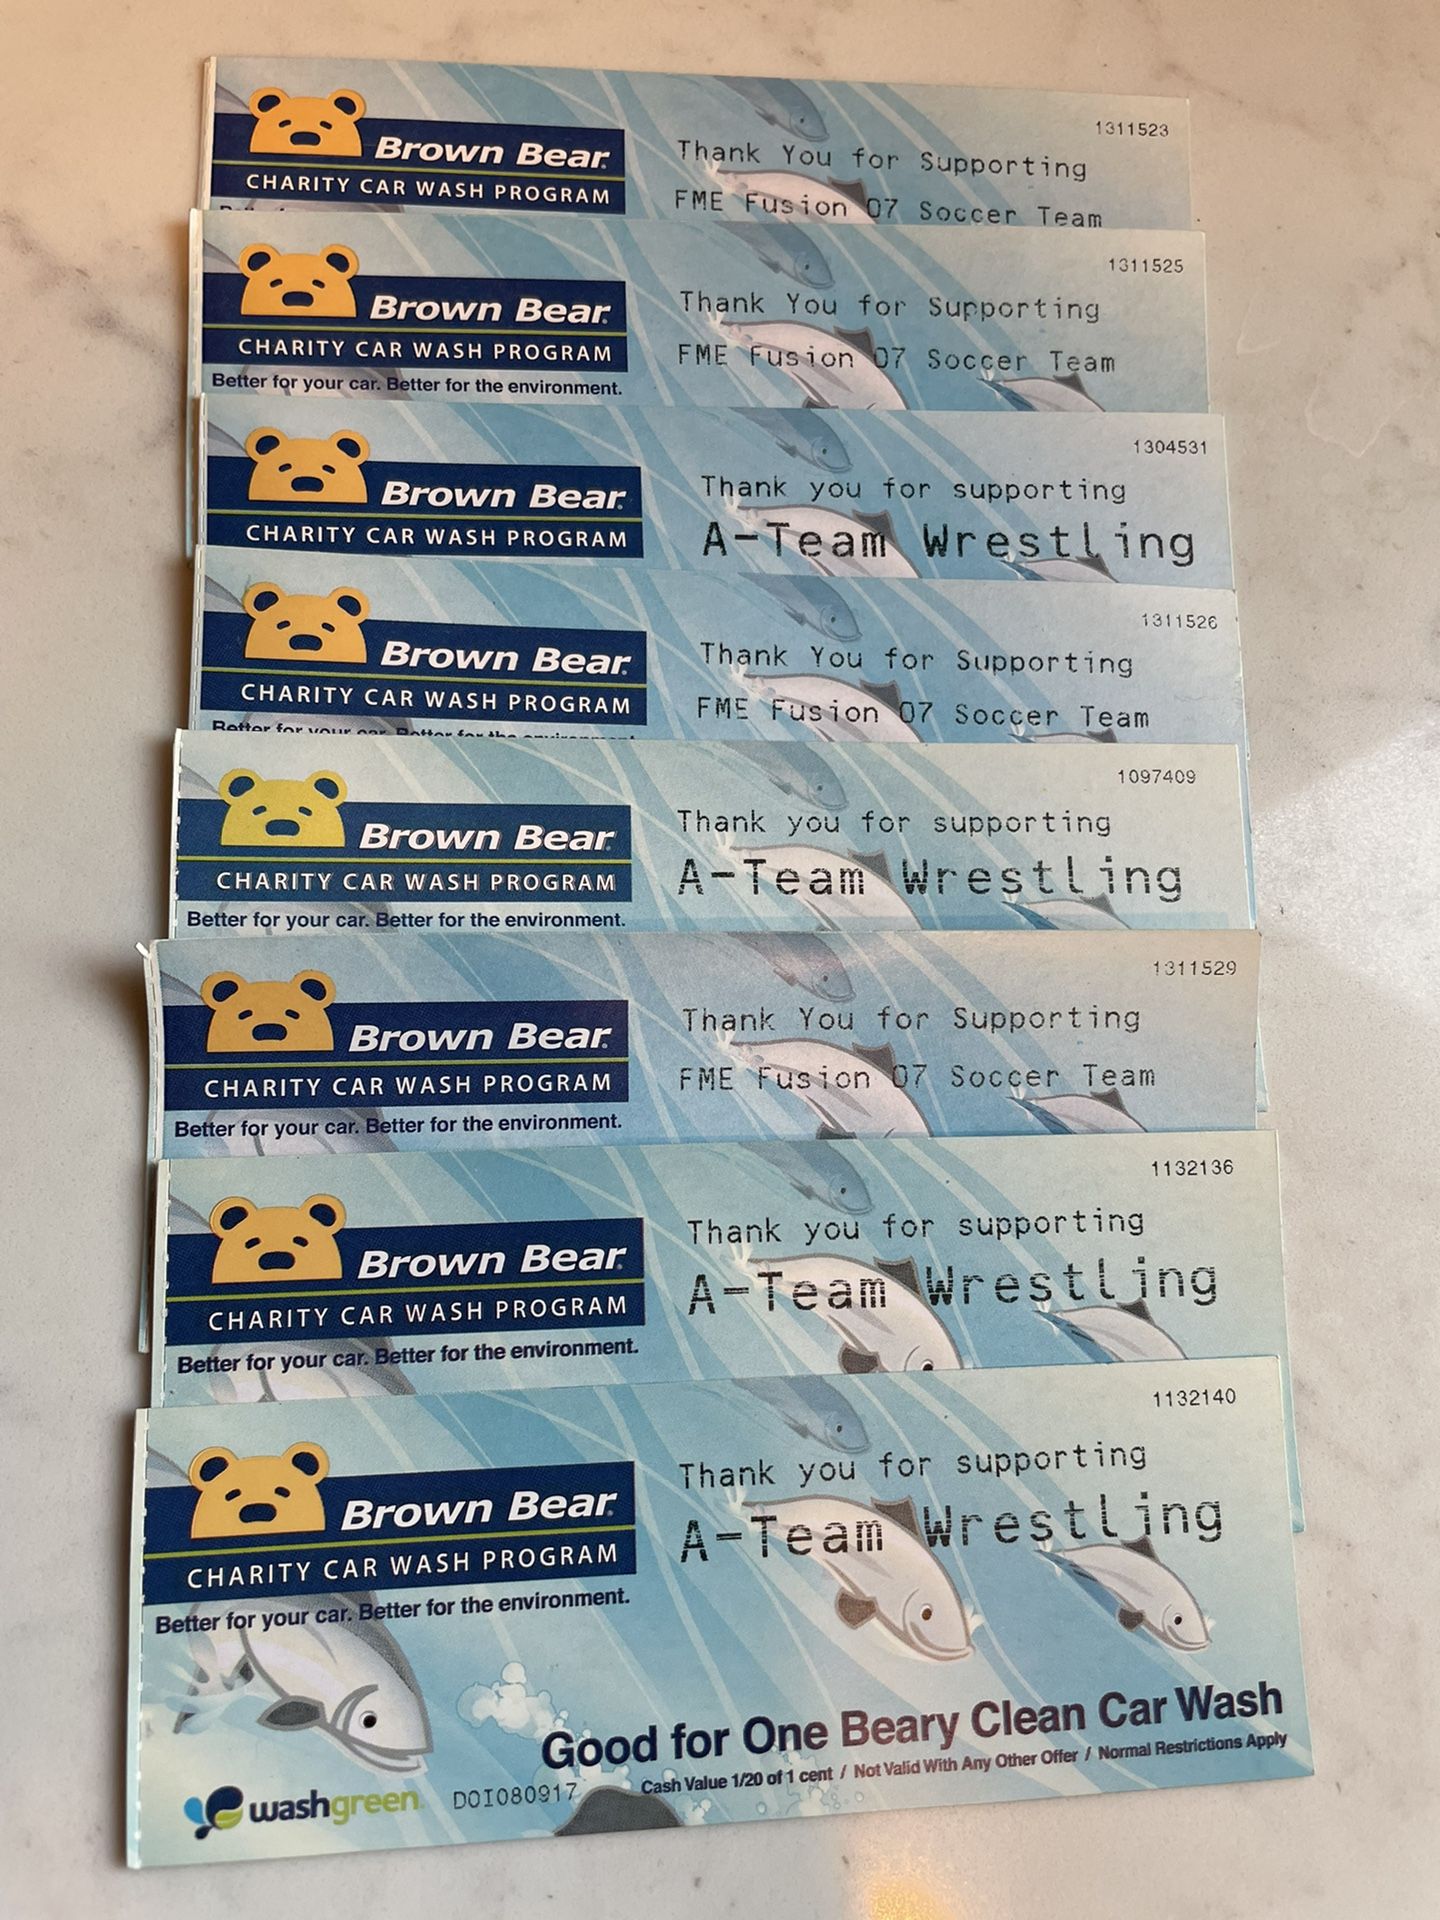 1311523
Brown Bear®
Thank You for Supporting
CHARITY CAR WASH PROGRAM
FME Fusion 07 Soccer Team
1311525
Brown Bear®
Thank You for Supporting
CHARITY CAR WASH PROGRAM
FME Fusion 07 Soccer Team
Better for your car. Better for the environment.
1304531
Brown Bear®
Thank you for supporting
CHARITY CAR WASH PROGRAM
A-Team Wrestling
1311526
Brown Bear®
Thank You for Supporting
CHARITY CAR WASH PROGRAM
FME Fusion 07 Soccer Team
Better for your car. Better for the environment.
1097409
Brown Bear®
Thank you for supporting
CHARITY CAR WASH PROGRAM
A-Team Wrestling
Better for your car. Better for the environment.
1311529
Brown Bear®
Thank You for Supporting
CHARITY CAR WASH PROGRAM
FME Fusion 07 Soccer Team
Better for your car. Better for the environment.
1132136
Brown Bear®
Thank you for supporting
CHARITY CAR WASH PROGRAM
A-Team Wrestling
Better for your car. Better for the environment.
1132140
Brown Bear®
Thank you for supporting
CHARITY CAR WASH PROGRAM
A-Team Wrestling
Better for your car. Better for the environment.
Good for One Beary Clean Car Wash
Cash Value 1/20 of 1 cent / Not Valid With Any Other Offer / Normal Restrictions Apply
washgreen
DOI080917